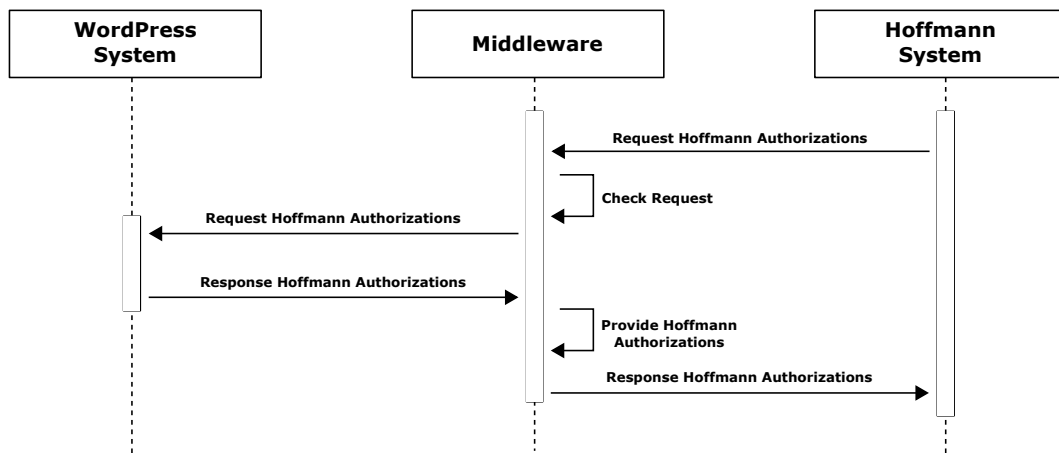 WordPress
System
Middleware
Hoffmann
System
Request Hoffmann Authorizations
Check Request
Request Hoffmann Authorizations
Response Hoffmann Authorizations
Provide Hoffmann
Authorizations
Response Hoffmann Authorizations